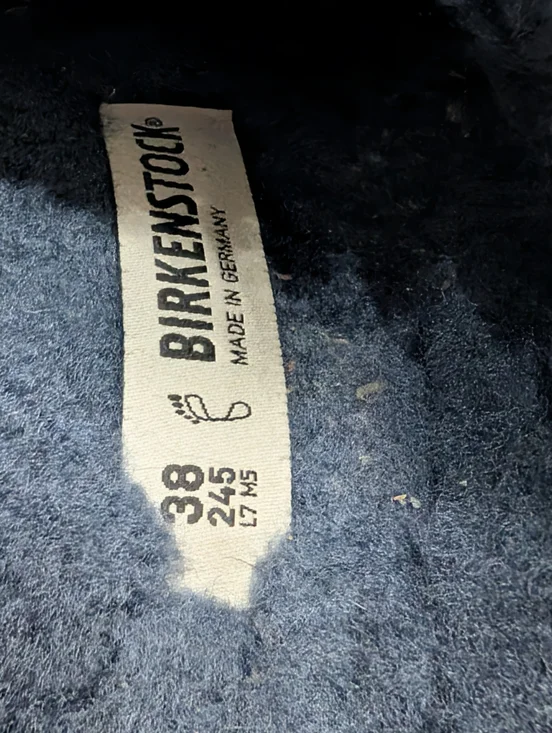 BIRKENSTOCK®
MADE IN GERMANY
38
245
L7 M5